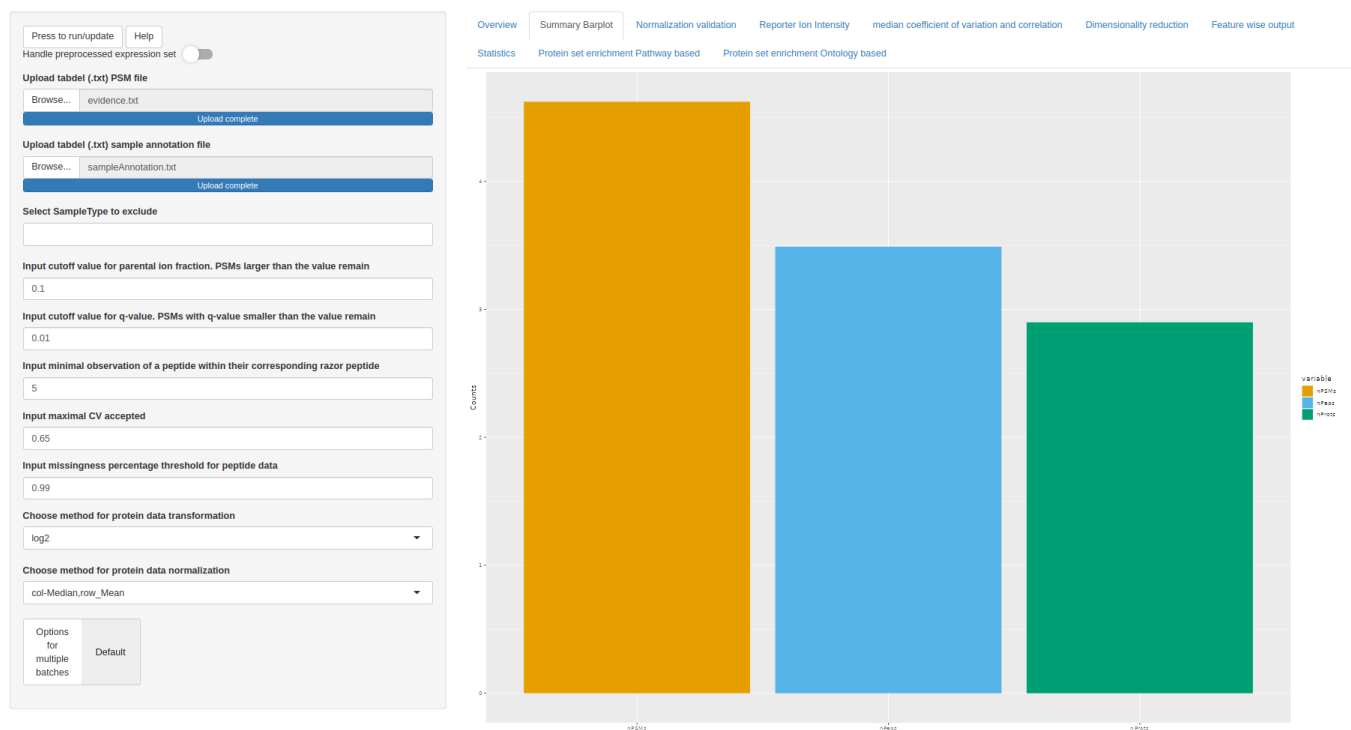 Press to run/update Help
Handle preprocessed expression set
Upload tabdel (.txt) PSM file
Browse... evidence.txt
Upload complete
Upload tabdel (.txt) sample annotation file
Browse... sampleAnnotation.txt
Upload complete
Select SampleType to exclude
Input cutoff value for parental ion fraction. PSMs larger than the value remain
0.1
Input cutoff value for q-value. PSMs with q-value smaller than the value remain
0.01
Input minimal observation of a peptide within their corresponding razor peptide
5
Input maximal CV accepted
0.65
Input missingness percentage threshold for peptide data
0.99
Choose method for protein data transformation
log2
Choose method for protein data normalization
col-Median,row_Mean
Options
for
multiple
batches
Default
Overview Summary Barplot Normalization validation Reporter Ion Intensity median coefficient of variation and correlation Dimensionality reduction Feature wise output
Statistics Protein set enrichment Pathway based Protein set enrichment Ontology based
Counts
4
3
2
1
0
nPSMs nPeps nProts
variable
nPSMs
nPeps
nProts